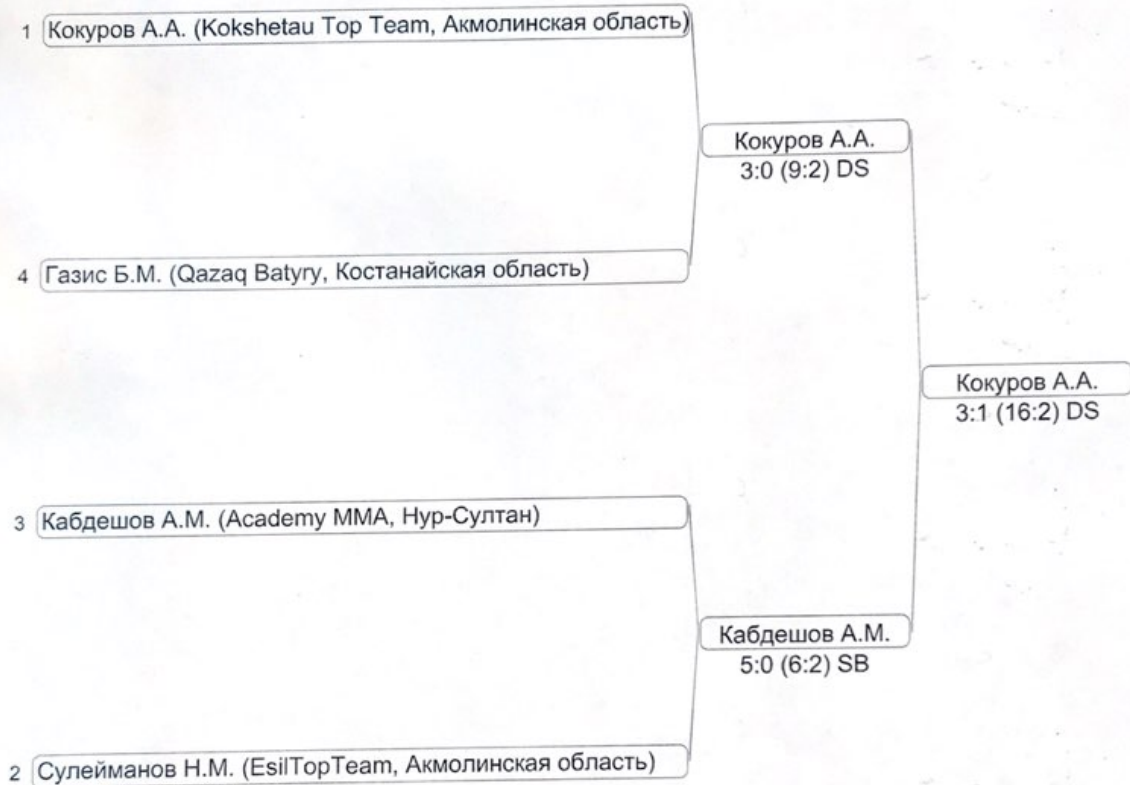 1 Кокуров А.А. (Kokshetau Top Team, Акмолинская область)
Кокуров А.А.
3:0 (9:2) DS
4 Газис Б.М. (Qazaq Batyry, Костанайская область)
Кокуров А.А.
3:1 (16:2) DS
3 Кабдешов А.М. (Academy MMA, Нур-Султан)
Кабдешов А.М.
5:0 (6:2) SB
2 Сулейманов Н.М. (EsilTopTeam, Акмолинская область)